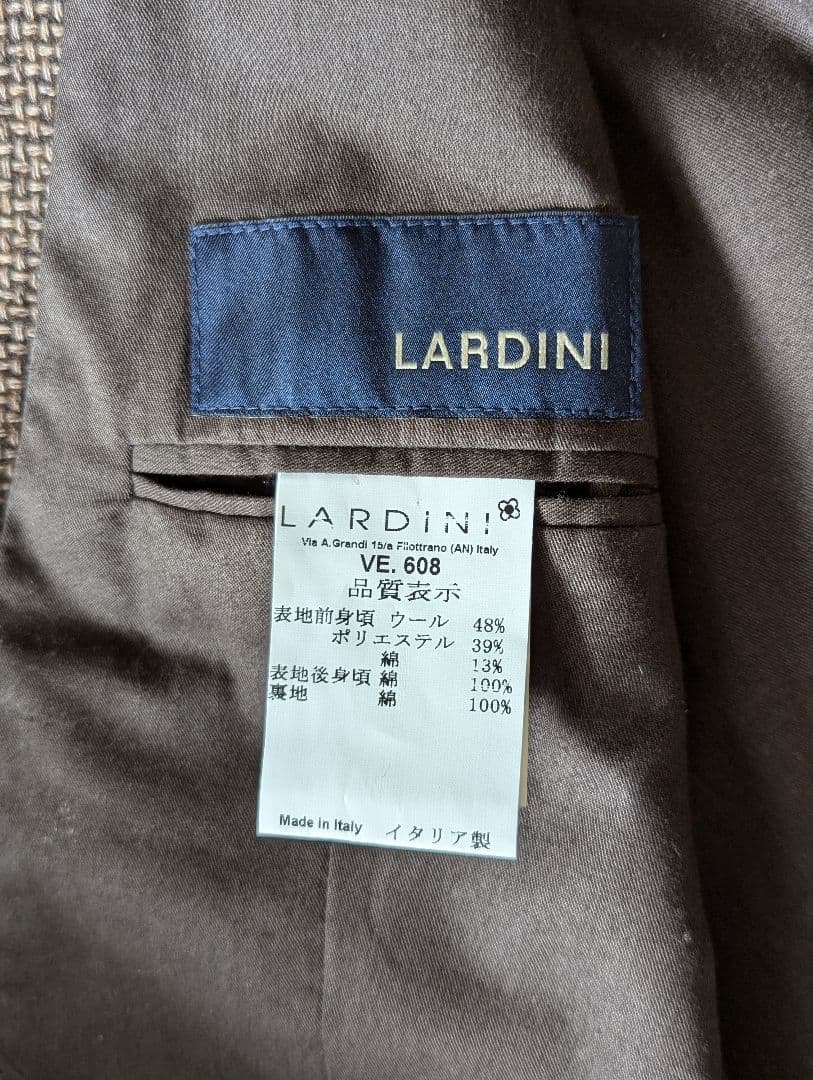 LARDINI
LARDINI
Via A.Grandi 15/a Filottrano (AN) Italy
VE. 608
品質表示
表地前身頃 ウール 48%
ポリエステル 39%
綿 13%
表地後身頃 綿 100%
裏地 綿 100%
Made in Italy イタリア製